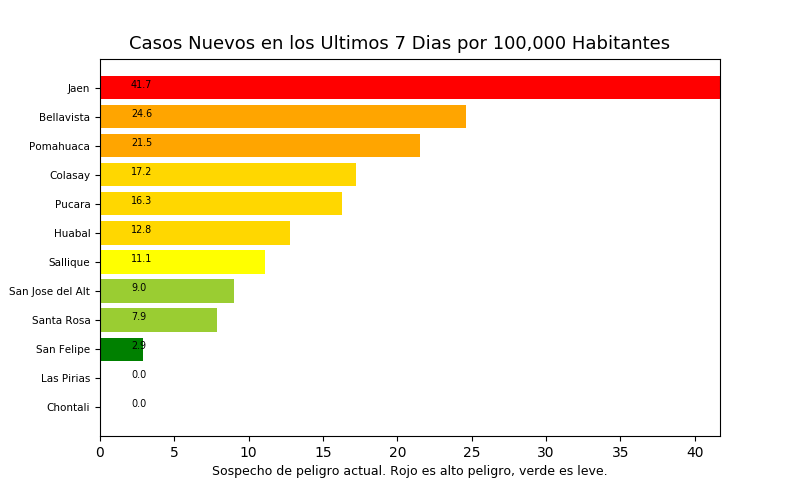 Casos Nuevos en los Ultimos 7 Dias por 100,000 Habitantes
Jaen 41.7
Bellavista 24.6
Pomahuaca 21.5
Colasay 17.2
Pucara 16.3
Huabal 12.8
Sallique 11.1
San Jose del Alt 9.0
Santa Rosa 7.9
San Felipe 2.9
Las Pirias 0.0
Chontali 0.0
0 5 10 15 20 25 30 35 40
Sospecho de peligro actual. Rojo es alto peligro, verde es leve.